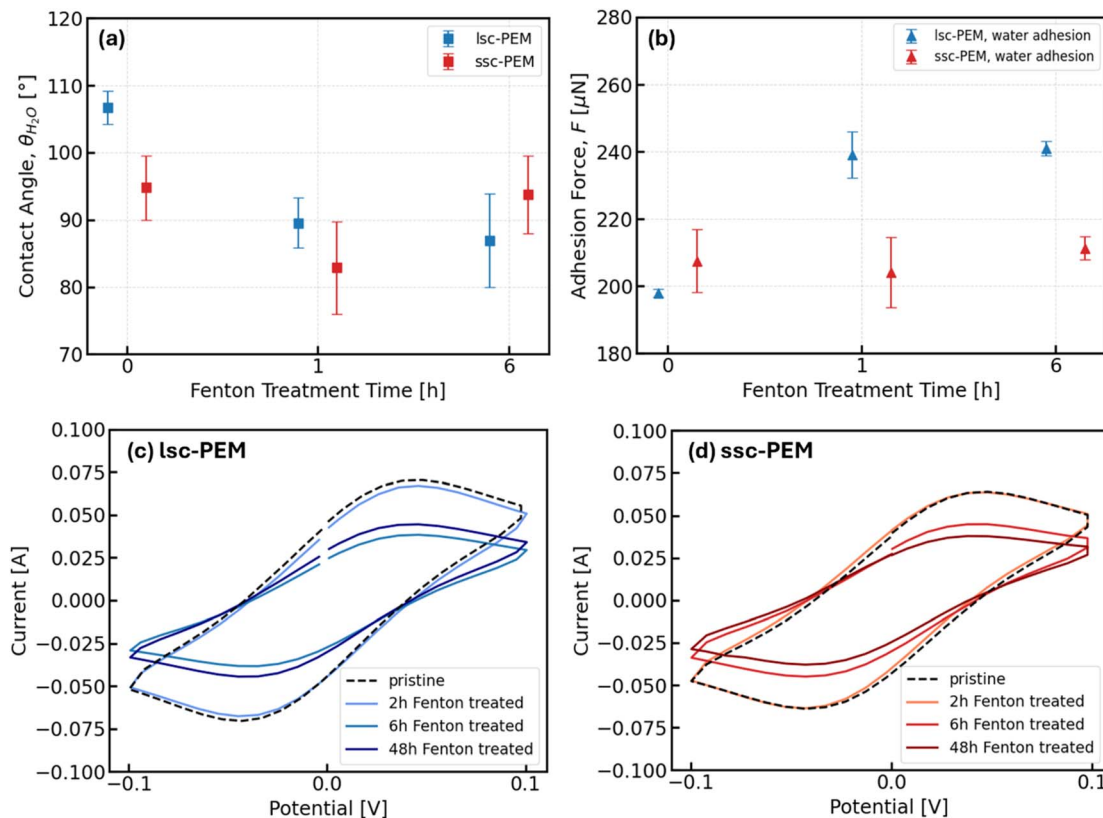 (a)
lsc-PEM
ssc-PEM
Contact Angle, θ_{H₂O} [°]
120
110
100
90
80
70
0
1
6
Fenton Treatment Time [h]
(b)
lsc-PEM, water adhesion
ssc-PEM, water adhesion
Adhesion Force, F [μN]
280
260
240
220
200
180
0
1
6
Fenton Treatment Time [h]
(c) lsc-PEM
Current [A]
0.100
0.075
0.050
0.025
0.000
−0.025
−0.050
−0.075
−0.100
pristine
2h Fenton treated
6h Fenton treated
48h Fenton treated
−0.1
0.0
0.1
Potential [V]
(d) ssc-PEM
Current [A]
0.100
0.075
0.050
0.025
0.000
−0.025
−0.050
−0.075
−0.100
pristine
2h Fenton treated
6h Fenton treated
48h Fenton treated
−0.1
0.0
0.1
Potential [V]